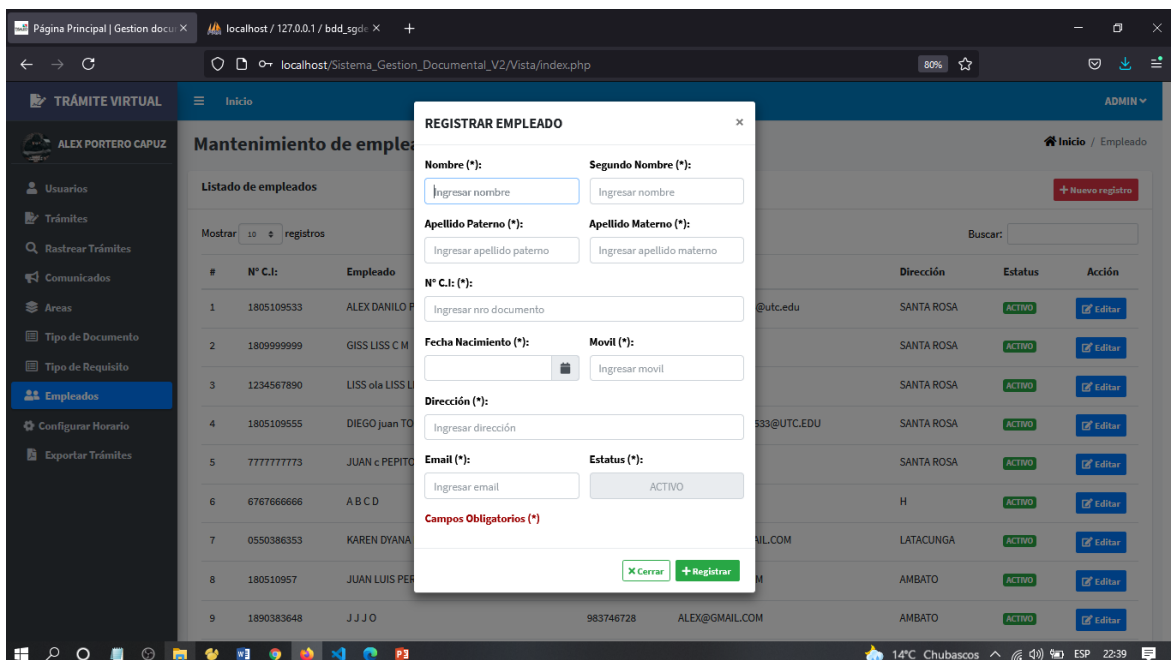 Página Principal | Gestion docu
localhost / 127.0.0.1 / bdd_sgde
localhost/Sistema_Gestion_Documental_V2/Vista/index.php
80%
TRÁMITE VIRTUAL
Inicio
ADMIN
ALEX PORTERO CAPUZ
Usuarios
Trámites
Rastrear Trámites
Comunicados
Areas
Tipo de Documento
Tipo de Requisito
Empleados
Configurar Horario
Exportar Trámites
Mantenimiento de emplea
Inicio / Empleado
Listado de empleados
+ Nuevo registro
Mostrar 10 registros
Buscar:
# N° C.I: Empleado Dirección Estatus Acción
1 1805109533 ALEX DANILO P @utc.edu SANTA ROSA ACTIVO Editar
2 1809999999 GISS LISS C M SANTA ROSA ACTIVO Editar
3 1234567890 LISS ola LISS LI SANTA ROSA ACTIVO Editar
4 1805109555 DIEGO juan TO 533@UTC.EDU SANTA ROSA ACTIVO Editar
5 7777777773 JUAN c PEPITO SANTA ROSA ACTIVO Editar
6 6767666666 A B C D H ACTIVO Editar
7 0550386353 KAREN DYANA AIL.COM LATACUNGA ACTIVO Editar
8 180510957 JUAN LUIS PER M AMBATO ACTIVO Editar
9 1890383648 J J J O 983746728 ALEX@GMAIL.COM AMBATO ACTIVO Editar
REGISTRAR EMPLEADO ×
Nombre (*): Segundo Nombre (*):
Ingresar nombre Ingresar nombre
Apellido Paterno (*): Apellido Materno (*):
Ingresar apellido paterno Ingresar apellido materno
N° C.I: (*):
Ingresar nro documento
Fecha Nacimiento (*): Movil (*):
Ingresar movil
Dirección (*):
Ingresar dirección
Email (*): Estatus (*):
Ingresar email ACTIVO
Campos Obligatorios (*)
Cerrar + Registrar
14°C Chubascos ESP 22:39